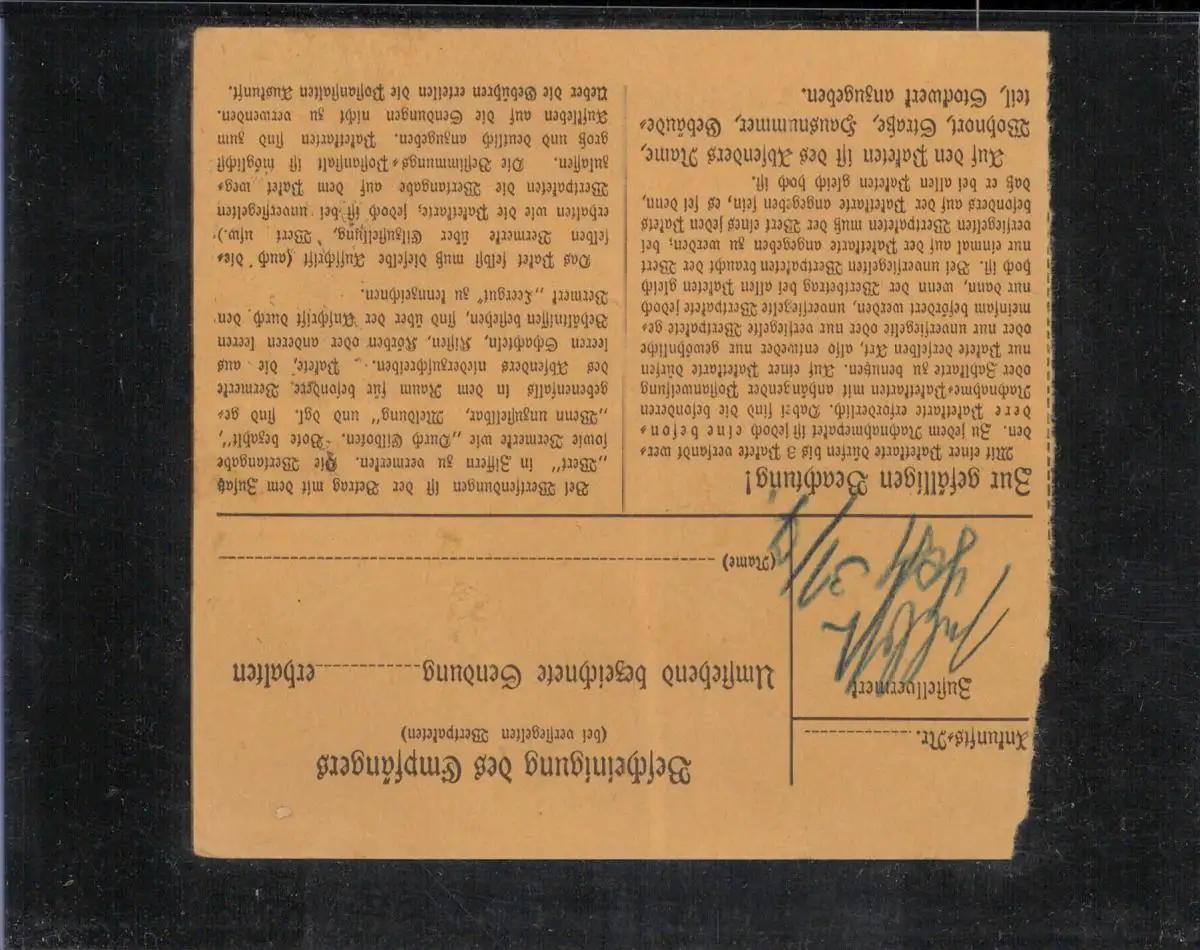 Ankunfts-Nr.
Zustellvermerk
Bescheinigung des Empfängers
(bei versiegelten Wertpaketen)
Umstehend bezeichnete Sendung erhalten
(Name)
Zur gefälligen Beachtung!
Mit einer Paketkarte dürfen bis 3 Pakete versandt wer-
den. Zu jedem Nachnahmepaket ist jedoch eine beson-
dere Paketkarte erforderlich. Dabei sind die besonderen
Nachnahme-Paketkarten mit anhängender Postanweisung
oder Zahlkarte zu benutzen. Auf einer Paketkarte dürfen
nur Pakete derselben Art, also entweder nur gewöhnliche
oder nur unversiegelte oder nur versiegelte Wertpakete ge-
meinsam befördert werden, unversiegelte Wertpakete jedoch
nur dann, wenn der Wertbetrag bei allen Paketen gleich
hoch ist. Bei unversiegelten Wertpaketen braucht der Wert
nur einmal auf der Paketkarte angegeben zu werden; bei
versiegelten Wertpaketen muß der Wert eines jeden Pakets
besonders auf der Paketkarte angegeben sein, es sei denn,
daß er bei allen Paketen gleich hoch ist.
Auf den Paketen ist des Absenders Name,
Wohnort, Straße, Hausnummer, Gebäude-
teil, Stockwerk anzugeben.
Bei Wertsendungen ist der Betrag mit dem Zusatz
„Wert" in Ziffern zu vermerken. Die Wertangabe
sowie Vermerke wie „Durch Eilboten. Bote bezahlt",
„Wenn unzustellbar, Meldung" und dgl. sind ge-
gebenenfalls in dem Raum für besondere Vermerke
des Absenders niederzuschreiben. Pakete, die aus
leeren Schachteln, Kisten, Körben oder anderen leeren
Behältnissen bestehen, sind über der Anschrift durch den
Vermerk „Leergut" zu kennzeichnen.
Das Paket selbst muß dieselbe Aufschrift (auch die-
selben Vermerke über Eilzustellung, Wert usw.)
erhalten wie die Paketkarte; jedoch ist bei unversiegelten
Wertpaketen die Wertangabe auf dem Paket weg-
zulassen. Die Bestimmungs-Postanstalt ist möglichst
groß und deutlich anzugeben. Paketkarten sind zum
Aufkleben auf die Sendungen nicht zu verwenden.
Ueber die Gebühren erteilen die Postanstalten Auskunft.